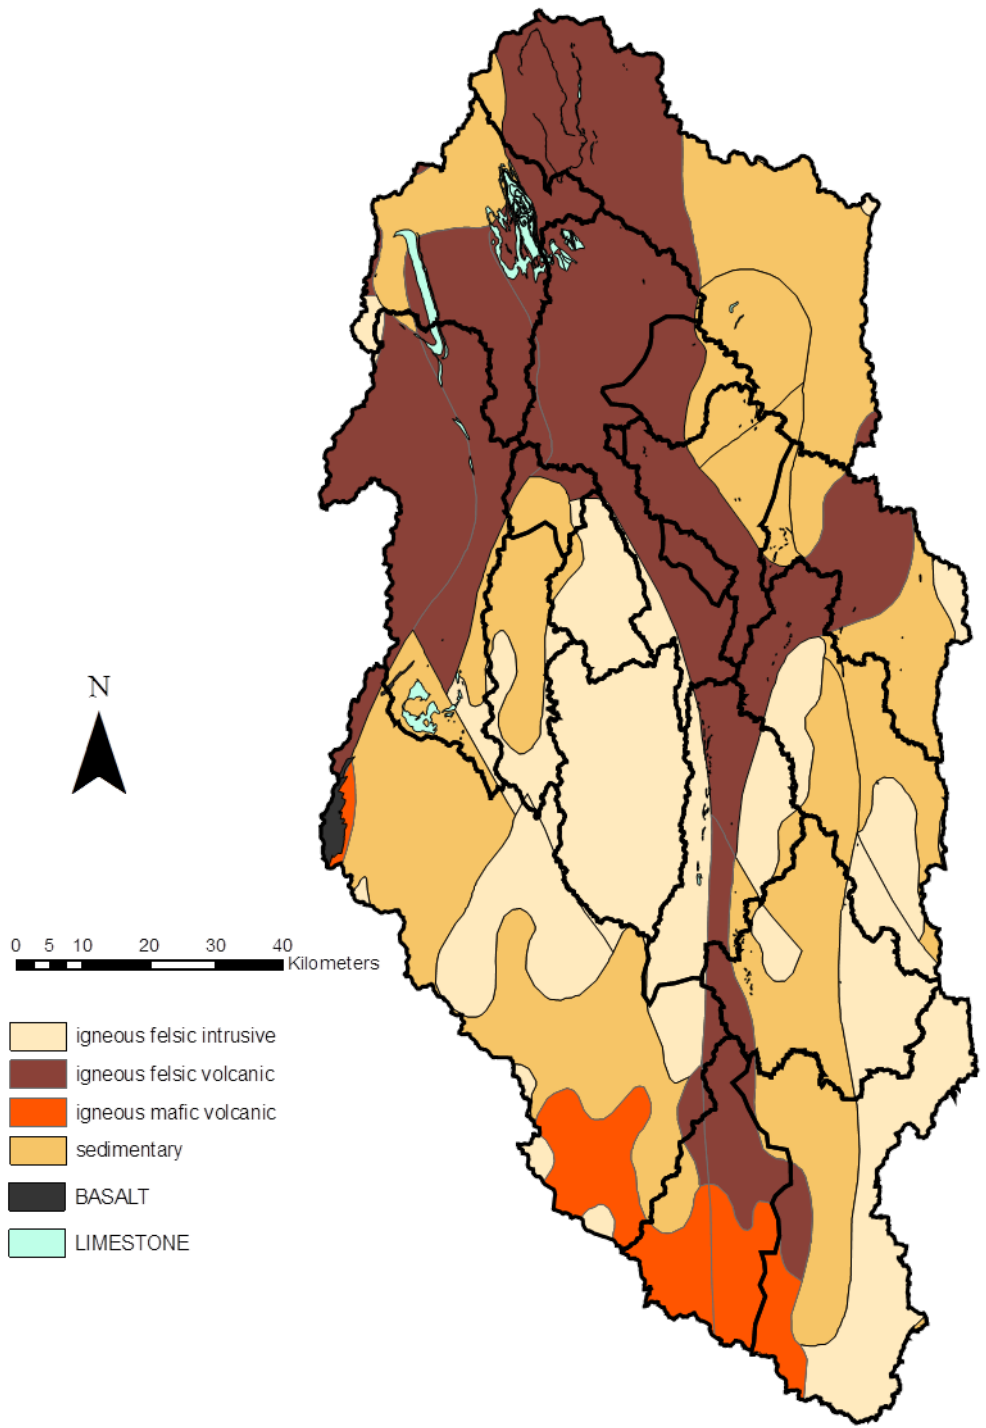 N
0 5 10 20 30 40
Kilometers
igneous felsic intrusive
igneous felsic volcanic
igneous mafic volcanic
sedimentary
BASALT
LIMESTONE